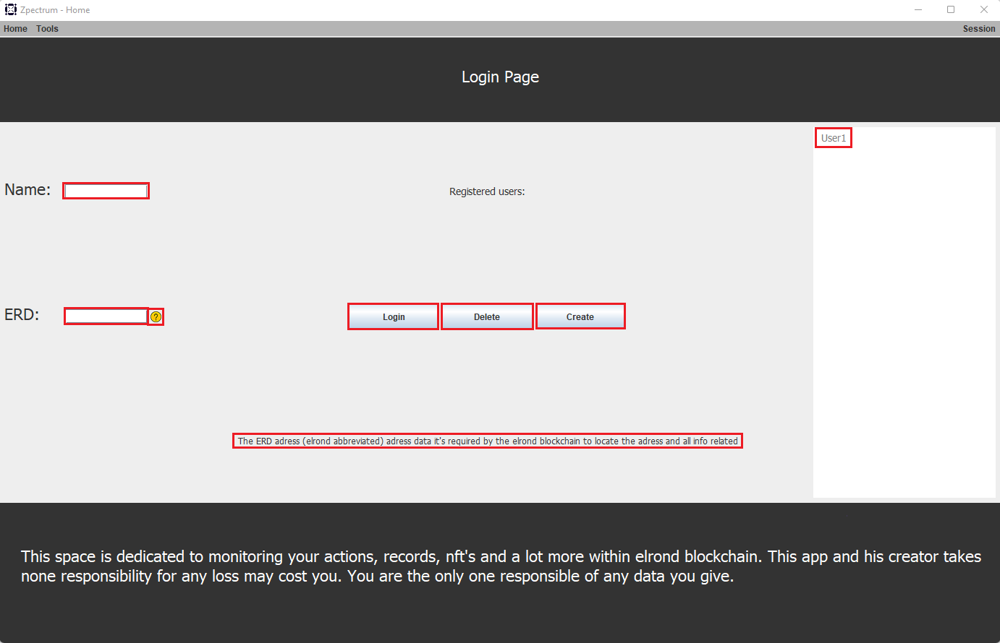 Zpectrum - Home
Home Tools Session
Login Page
User1
Name:
Registered users:
ERD:
?
Login Delete Create
The ERD adress (elrond abbreviated) adress data it's required by the elrond blockchain to locate the adress and all info related
This space is dedicated to monitoring your actions, records, nft's and a lot more within elrond blockchain. This app and his creator takes
none responsibility for any loss may cost you. You are the only one responsible of any data you give.